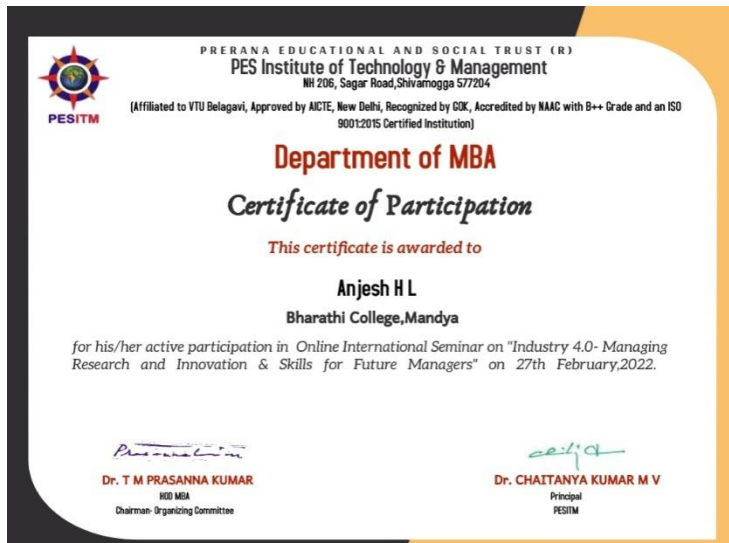 PRERANA EDUCATIONAL AND SOCIAL TRUST (R)
PES Institute of Technology & Management
NH 206, Sagar Road,Shivamogga 577204
(Affiliated to VTU Belagavi, Approved by AICTE, New Delhi, Recognized by GOK, Accredited by NAAC with B++ Grade and an ISO
9001:2015 Certified Institution)
PESITM
Department of MBA
Certificate of Participation
This certificate is awarded to
Anjesh H L
Bharathi College,Mandya
for his/her active participation in Online International Seminar on "Industry 4.0- Managing
Research and Innovation & Skills for Future Managers" on 27th February,2022.
Dr. T M PRASANNA KUMAR
HOD MBA
Chairman- Organizing Committee
Dr. CHAITANYA KUMAR M V
Principal
PESITM